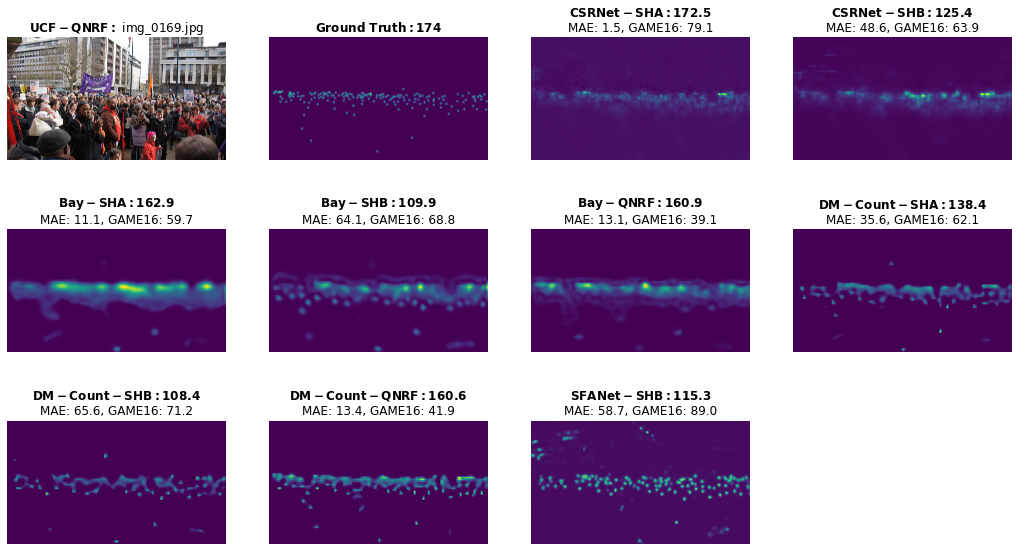 UCF − QNRF : img_0169.jpg
Ground Truth : 174
CSRNet − SHA : 172.5
MAE: 1.5, GAME16: 79.1
CSRNet − SHB : 125.4
MAE: 48.6, GAME16: 63.9
Bay − SHA : 162.9
MAE: 11.1, GAME16: 59.7
Bay − SHB : 109.9
MAE: 64.1, GAME16: 68.8
Bay − QNRF : 160.9
MAE: 13.1, GAME16: 39.1
DM − Count − SHA : 138.4
MAE: 35.6, GAME16: 62.1
DM − Count − SHB : 108.4
MAE: 65.6, GAME16: 71.2
DM − Count − QNRF : 160.6
MAE: 13.4, GAME16: 41.9
SFANet − SHB : 115.3
MAE: 58.7, GAME16: 89.0